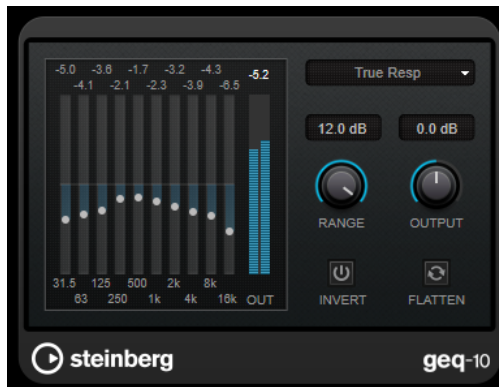 -5.0 -3.6 -1.7 -3.2 -4.3
-4.1 -2.1 -2.3 -3.9 -6.5
-5.2
True Resp
12.0 dB 0.0 dB
RANGE OUTPUT
31.5 125 500 2k 8k
63 250 1k 4k 16k OUT
INVERT FLATTEN
steinberg geq-10